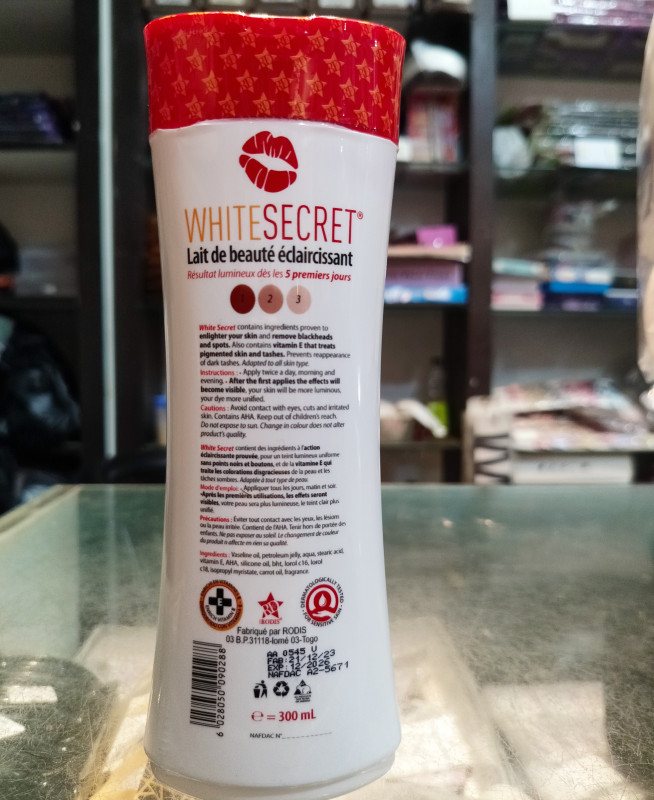 WHITESECRET®
Lait de beauté éclaircissant
Résultat lumineux dès les 5 premiers jours
1 2 3
White Secret contains ingredients proven to
enlighter your skin and remove blackheads
and spots. Also contains vitamin E that treats
pigmented skin and tashes. Prevents reappearance
of dark tashes. Adapted to all skin type.
Instructions : - Apply twice a day, morning and
evening. - After the first applies the effects will
become visible, your skin will be more luminous,
your dye more unified.
Cautions : Avoid contact with eyes, cuts and irritated
skin. Contains AHA. Keep out of children's reach.
Do not expose to sun. Change in colour does not alter
product's quality.
White Secret contient des ingrédients à l'action
éclaircissante prouvée, pour un teint lumineux uniforme
sans points noirs et boutons, et de la vitamine E qui
traite les colorations disgracieuses de la peau et les
tâches sombres. Adaptée à tout type de peau.
Mode d'emploi: - Appliquer tous les jours, matin et soir.
-Après les premières utilisations, les effets seront
visibles, votre peau sera plus lumineuse, le teint clair plus
unifié.
Précautions : Eviter tout contact avec les yeux, les lésions
ou la peau irritée. Contient de l'AHA. Tenir hors de portée des
enfants. Ne pas exposer au soleil. Le changement de couleur
du produit n affecte en rien sa qualité.
Ingredients : Vaseline oil, petroleum jelly, aqua, stearic acid,
vitamin E, AHA, silicone oil, bht, lorol c16, lorol
c18, isopropyl myristate, carrot oil, fragrance
DERMATOLOGICALLY TESTED
FOR SENSITIVE SKIN
RODIS
Fabriqué par RODIS
03 B.P.31118-lomé 03-Togo
AA 0545 U
FAB:21/12/23
EXP:12/2026
NAFDAC A2-5671
6 028050 090288
e = 300 mL
NAFDAC N°